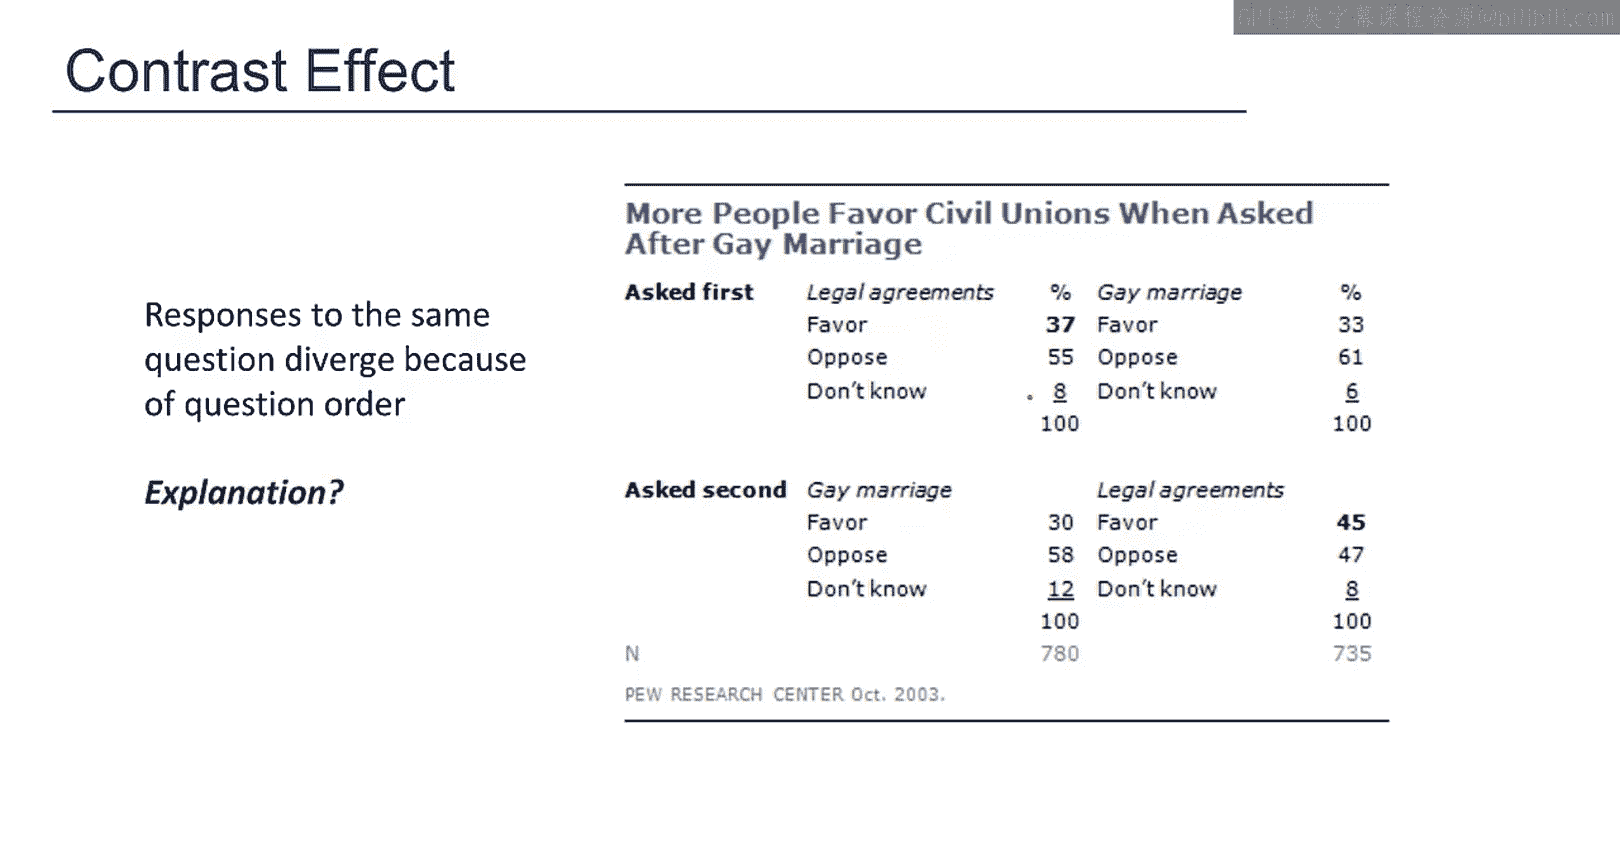 Contrast Effect
More People Favor Civil Unions When Asked
After Gay Marriage
Responses to the same
question diverge because
of question order
Explanation?
Asked first Legal agreements % Gay marriage %
Favor 37 Favor 33
Oppose 55 Oppose 61
Don't know 8 Don't know 6
100 100
Asked second Gay marriage Legal agreements
Favor 30 Favor 45
Oppose 58 Oppose 47
Don't know 12 Don't know 8
100 100
N 780 735
PEW RESEARCH CENTER Oct. 2003.